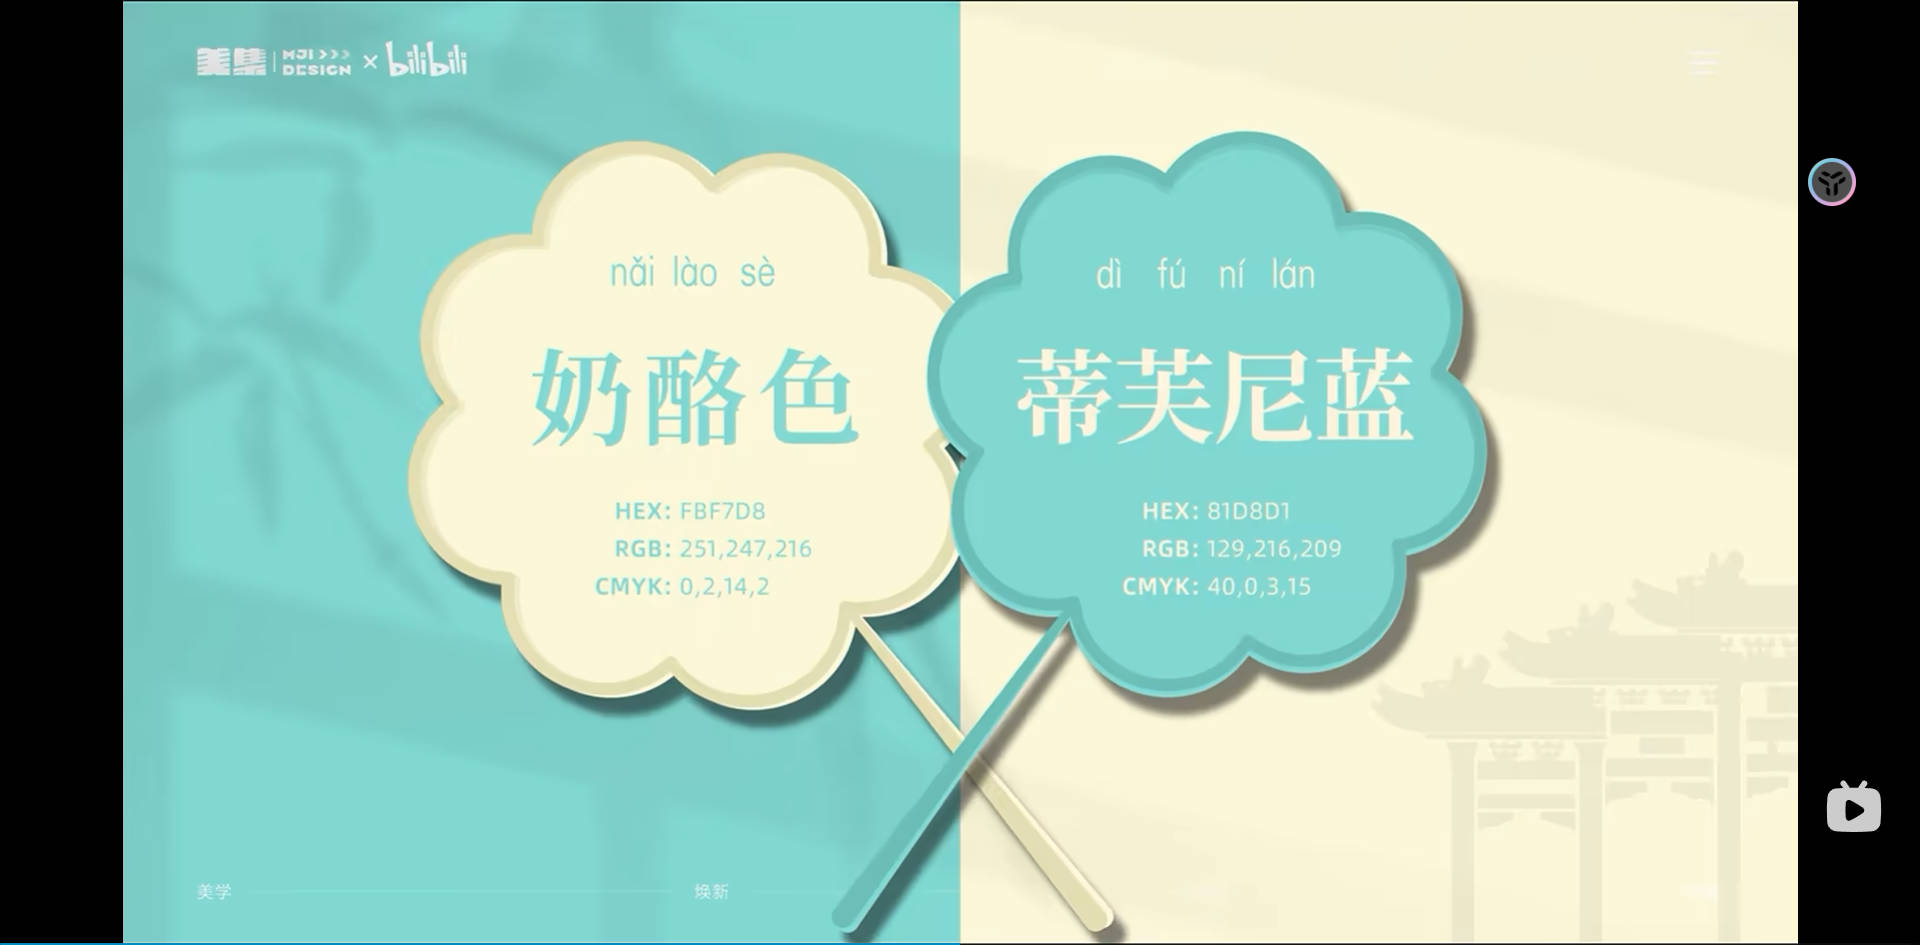 美集 MJI DESIGN × bilibili
nǎi lào sè
奶酪色
HEX: FBF7D8
RGB: 251,247,216
CMYK: 0,2,14,2
dì fú ní lán
蒂芙尼蓝
HEX: 81D8D1
RGB: 129,216,209
CMYK: 40,0,3,15
美学
焕新